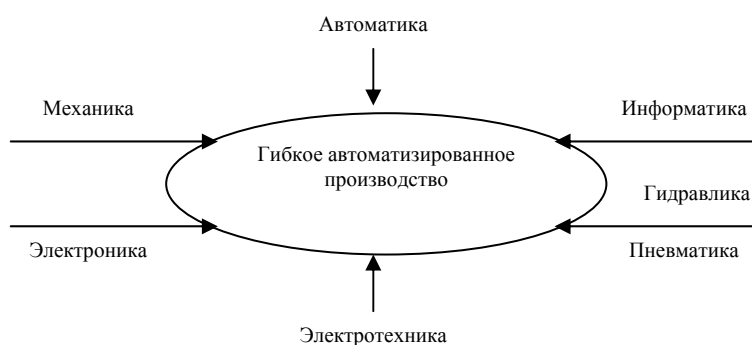 Автоматика
Механика
Информатика
Гибкое автоматизированное
производство
Гидравлика
Электроника
Пневматика
Электротехника